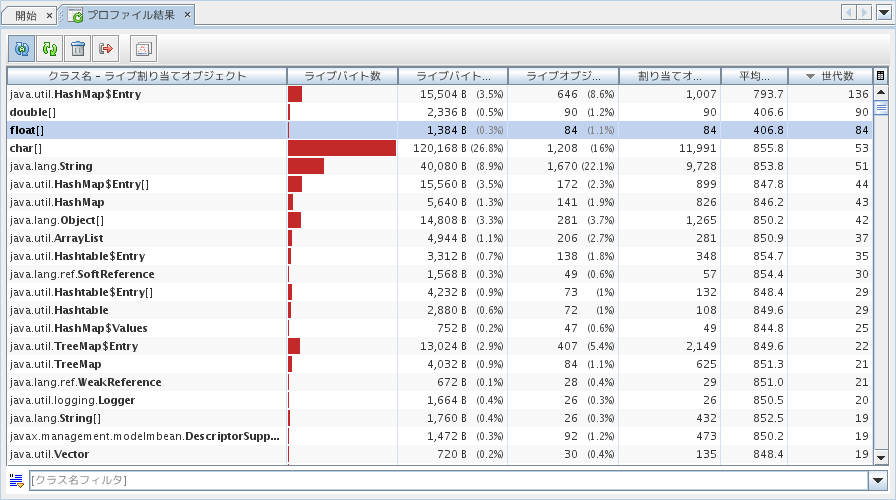 開始 プロファイル結果
クラス名 – ライブ割り当てオブジェクト ライブバイト数 ライブバイト... ライブオブジ... 割り当てオ... 平均... 世代数
java.util.HashMap$Entry 15,504 B (3.5%) 646 (8.6%) 1,007 793.7 136
double[] 2,336 B (0.5%) 90 (1.2%) 90 406.6 90
float[] 1,384 B (0.3%) 84 (1.1%) 84 406.8 84
char[] 120,168 B (26.8%) 1,208 (16%) 11,991 855.8 53
java.lang.String 40,080 B (8.9%) 1,670 (22.1%) 9,728 853.8 51
java.util.HashMap$Entry[] 15,560 B (3.5%) 172 (2.3%) 899 847.8 44
java.util.HashMap 5,640 B (1.3%) 141 (1.9%) 826 846.2 43
java.lang.Object[] 14,808 B (3.3%) 281 (3.7%) 1,265 850.2 42
java.util.ArrayList 4,944 B (1.1%) 206 (2.7%) 281 850.9 37
java.util.Hashtable$Entry 3,312 B (0.7%) 138 (1.8%) 348 854.7 35
java.lang.ref.SoftReference 1,568 B (0.3%) 49 (0.6%) 57 854.4 30
java.util.Hashtable$Entry[] 4,232 B (0.9%) 73 (1%) 132 848.4 29
java.util.Hashtable 2,880 B (0.6%) 72 (1%) 108 849.6 29
java.util.HashMap$Values 752 B (0.2%) 47 (0.6%) 49 844.8 25
java.util.TreeMap$Entry 13,024 B (2.9%) 407 (5.4%) 2,149 849.6 22
java.util.TreeMap 4,032 B (0.9%) 84 (1.1%) 625 851.3 21
java.lang.ref.WeakReference 672 B (0.1%) 28 (0.4%) 29 851.0 21
java.util.logging.Logger 1,664 B (0.4%) 26 (0.3%) 26 850.5 20
java.lang.String[] 1,760 B (0.4%) 26 (0.3%) 432 852.5 19
javax.management.modelmbean.DescriptorSupp... 1,472 B (0.3%) 92 (1.2%) 473 850.2 19
java.util.Vector 720 B (0.2%) 30 (0.4%) 135 848.4 19
[クラス名フィルタ]